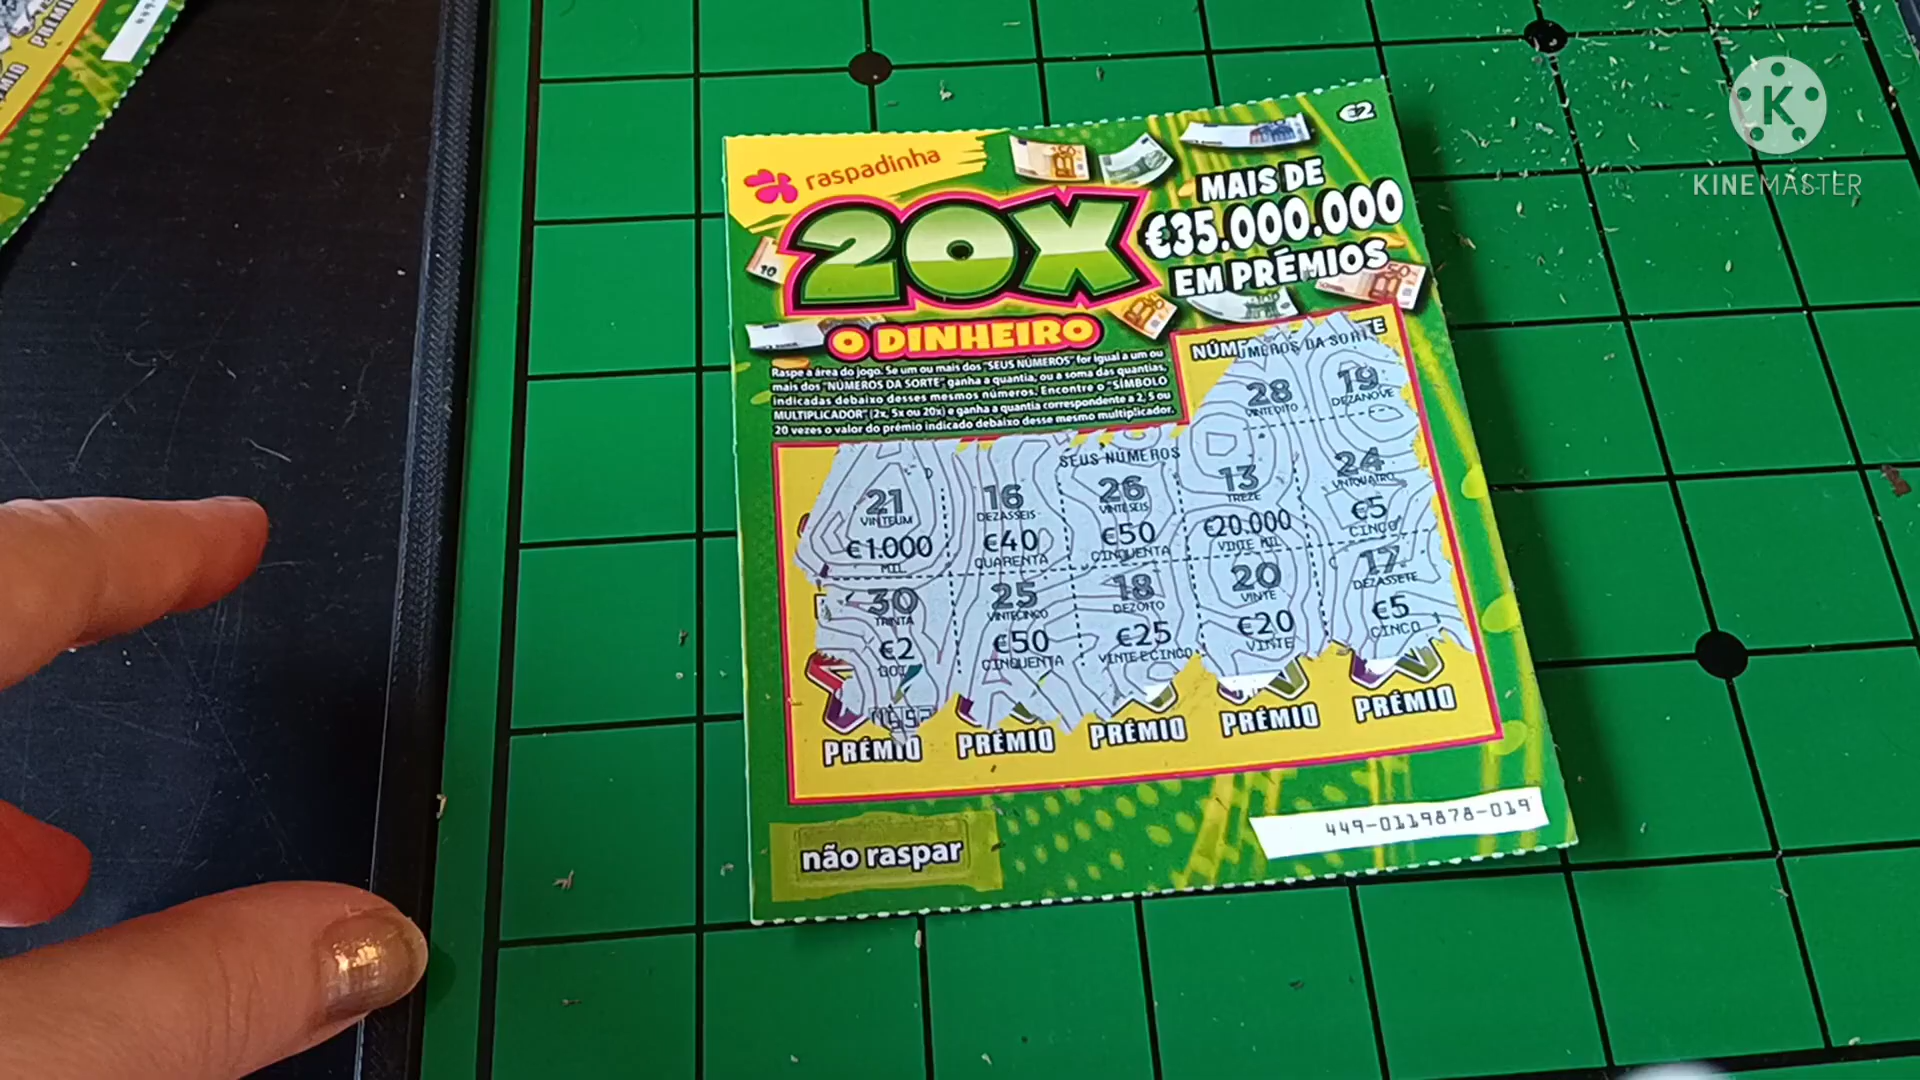 €2
raspadinha
20X
O DINHEIRO
MAIS DE
€35.000.000
EM PRÉMIOS
Raspe a área do jogo. Se um ou mais dos "SEUS NÚMEROS" for igual a um ou
mais dos "NÚMEROS DA SORTE" ganha a quantia, ou a soma das quantias,
indicadas debaixo desses mesmos números. Encontre o "SÍMBOLO
MULTIPLICADOR" (2x, 5x ou 20x) e ganha a quantia correspondente a 2, 5 ou
20 vezes o valor do prémio indicado debaixo desse mesmo multiplicador.
NÚMEROS DA SORTE
28 19
VINTEOITO DEZANOVE
SEUS NÚMEROS
21 16 26 13 24
VINTEUM DEZASSEIS VINTESEIS TREZE VNTQUATRO
€1.000 €40 €50 €20.000 €5
MIL QUARENTA CINQUENTA VINTE MIL CINCO
30 25 18 20 17
TRINTA VINTECINCO DEZOITO VINTE DEZASSETE
€2 €50 €25 €20 €5
CINQUENTA VINTEECINCO VINTE CINCO
PRÉMIO PRÉMIO PRÉMIO PRÉMIO PRÉMIO
não raspar
449-0119878-019
K
KINEMASTER